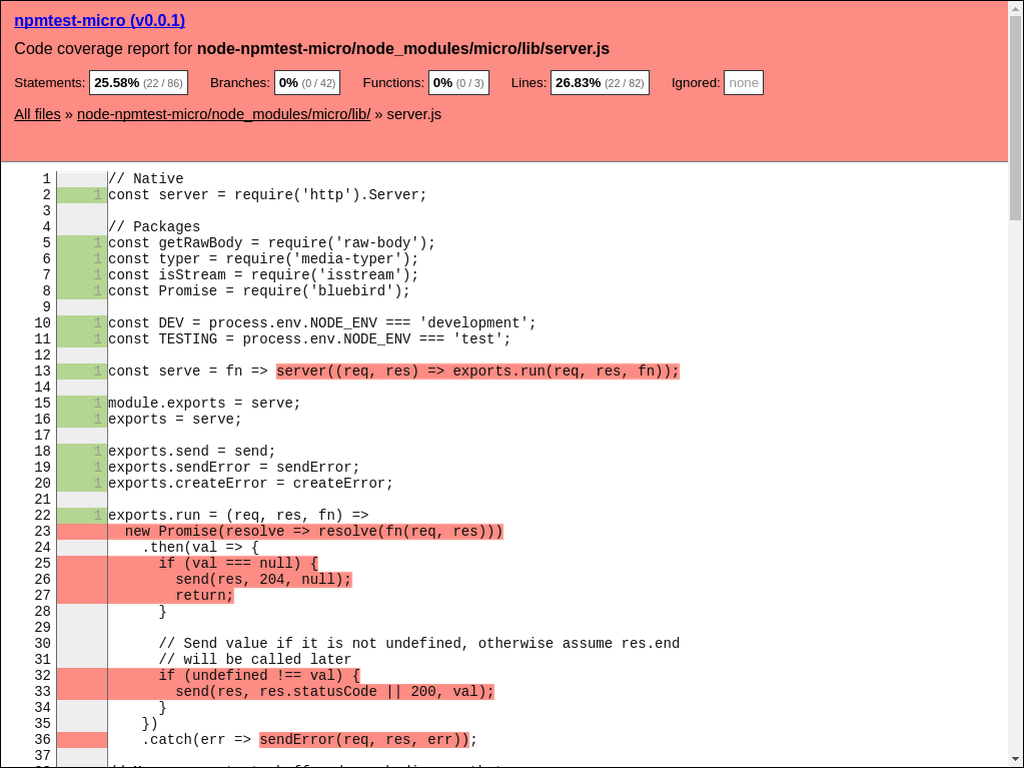 npmtest-micro (v0.0.1)
Code coverage report for node-npmtest-micro/node_modules/micro/lib/server.js
Statements: 25.58% (22 / 86) Branches: 0% (0 / 42) Functions: 0% (0 / 3) Lines: 26.83% (22 / 82) Ignored: none
All files » node-npmtest-micro/node_modules/micro/lib/ » server.js
1 // Native
2 1 const server = require('http').Server;
3
4 // Packages
5 1 const getRawBody = require('raw-body');
6 1 const typer = require('media-typer');
7 1 const isStream = require('isstream');
8 1 const Promise = require('bluebird');
9
10 1 const DEV = process.env.NODE_ENV === 'development';
11 1 const TESTING = process.env.NODE_ENV === 'test';
12
13 1 const serve = fn => server((req, res) => exports.run(req, res, fn));
14
15 1 module.exports = serve;
16 1 exports = serve;
17
18 1 exports.send = send;
19 1 exports.sendError = sendError;
20 1 exports.createError = createError;
21
22 1 exports.run = (req, res, fn) =>
23 new Promise(resolve => resolve(fn(req, res)))
24 .then(val => {
25 if (val === null) {
26 send(res, 204, null);
27 return;
28 }
29
30 // Send value if it is not undefined, otherwise assume res.end
31 // will be called later
32 if (undefined !== val) {
33 send(res, res.statusCode || 200, val);
34 }
35 })
36 .catch(err => sendError(req, res, err));
37